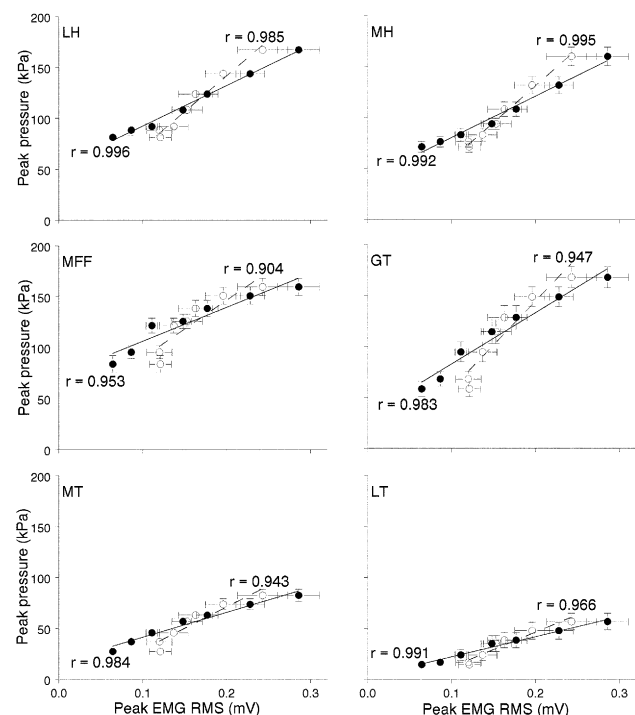 200
LH
r = 0.985
MH
r = 0.995
150
100
50
0
Peak pressure (kPa)
r = 0.996
r = 0.992
200
MFF
r = 0.904
GT
r = 0.947
150
100
50
0
Peak pressure (kPa)
r = 0.953
r = 0.983
200
MT
r = 0.943
LT
r = 0.966
150
100
50
0
Peak pressure (kPa)
r = 0.984
r = 0.991
0.0 0.1 0.2 0.3
0.0 0.1 0.2 0.3
Peak EMG RMS (mV)
Peak EMG RMS (mV)